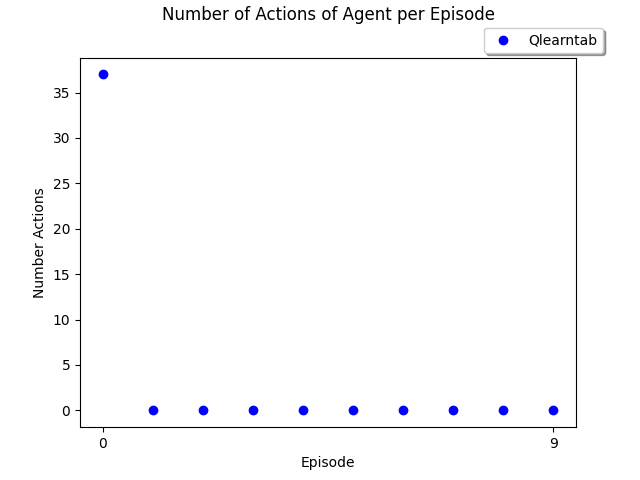 Number of Actions of Agent per Episode
Qlearntab
35
30
25
20
15
10
5
0
Number Actions
0 9
Episode